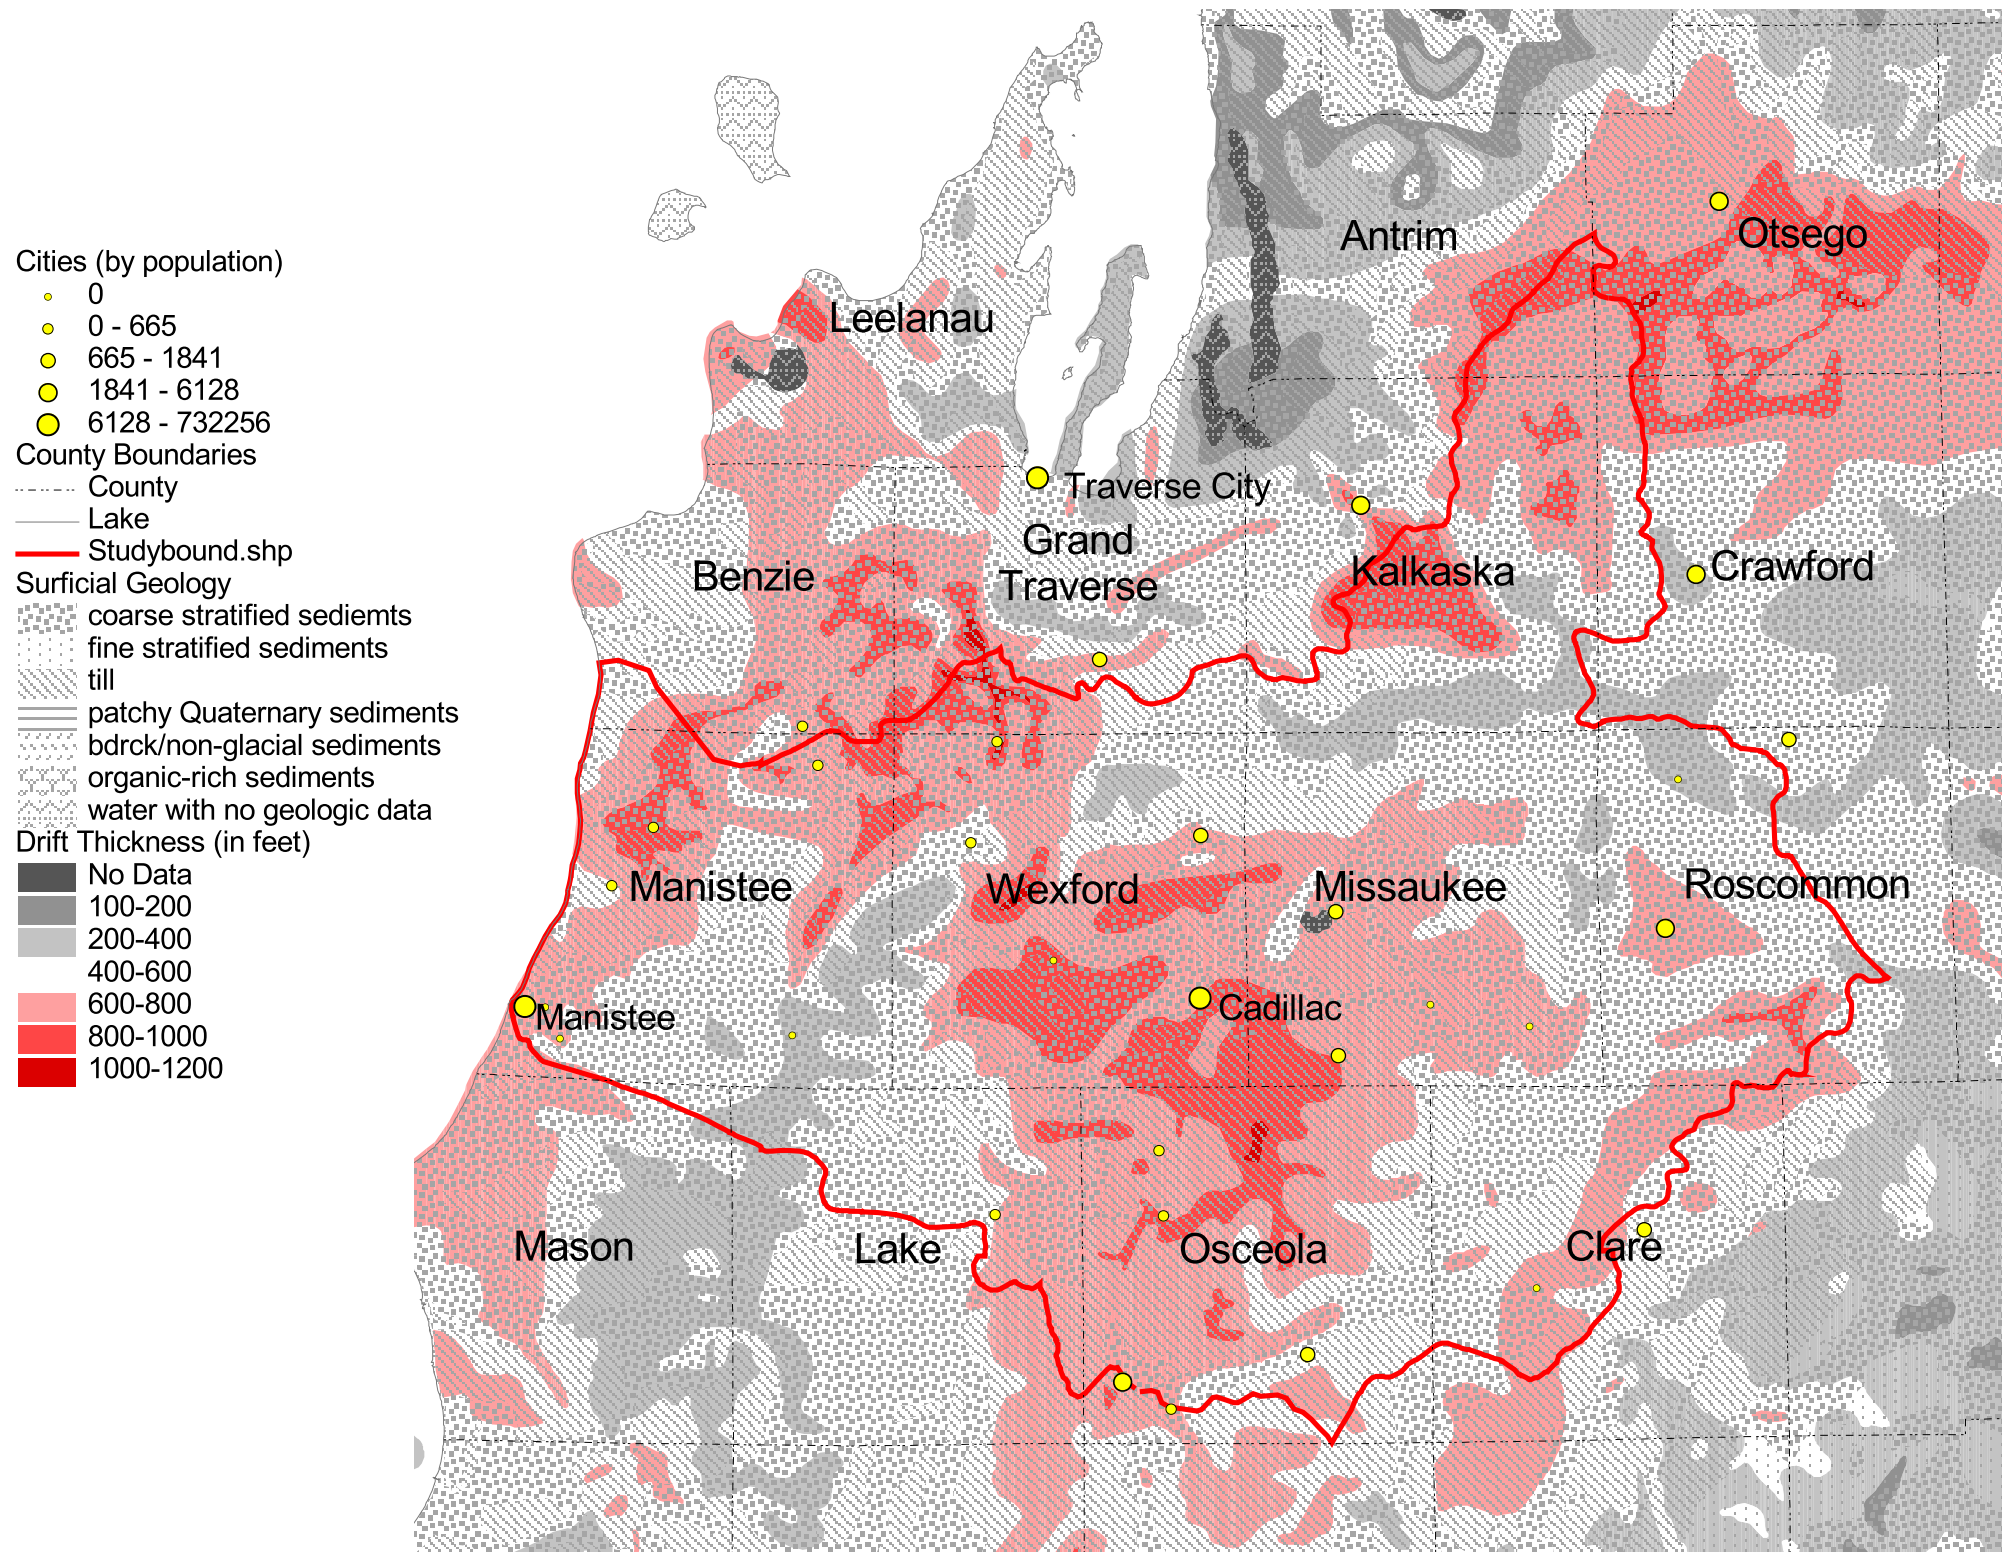 Cities (by population)
0
0 - 665
665 - 1841
1841 - 6128
6128 - 732256
County Boundaries
County
Lake
Studybound.shp
Surficial Geology
coarse stratified sediemts
fine stratified sediments
till
patchy Quaternary sediments
bdrck/non-glacial sediments
organic-rich sediments
water with no geologic data
Drift Thickness (in feet)
No Data
100-200
200-400
400-600
600-800
800-1000
1000-1200
Antrim
Otsego
Leelanau
Traverse City
Grand
Traverse
Benzie
Kalkaska
Crawford
Manistee
Wexford
Missaukee
Roscommon
Manistee
Cadillac
Mason
Lake
Osceola
Clare